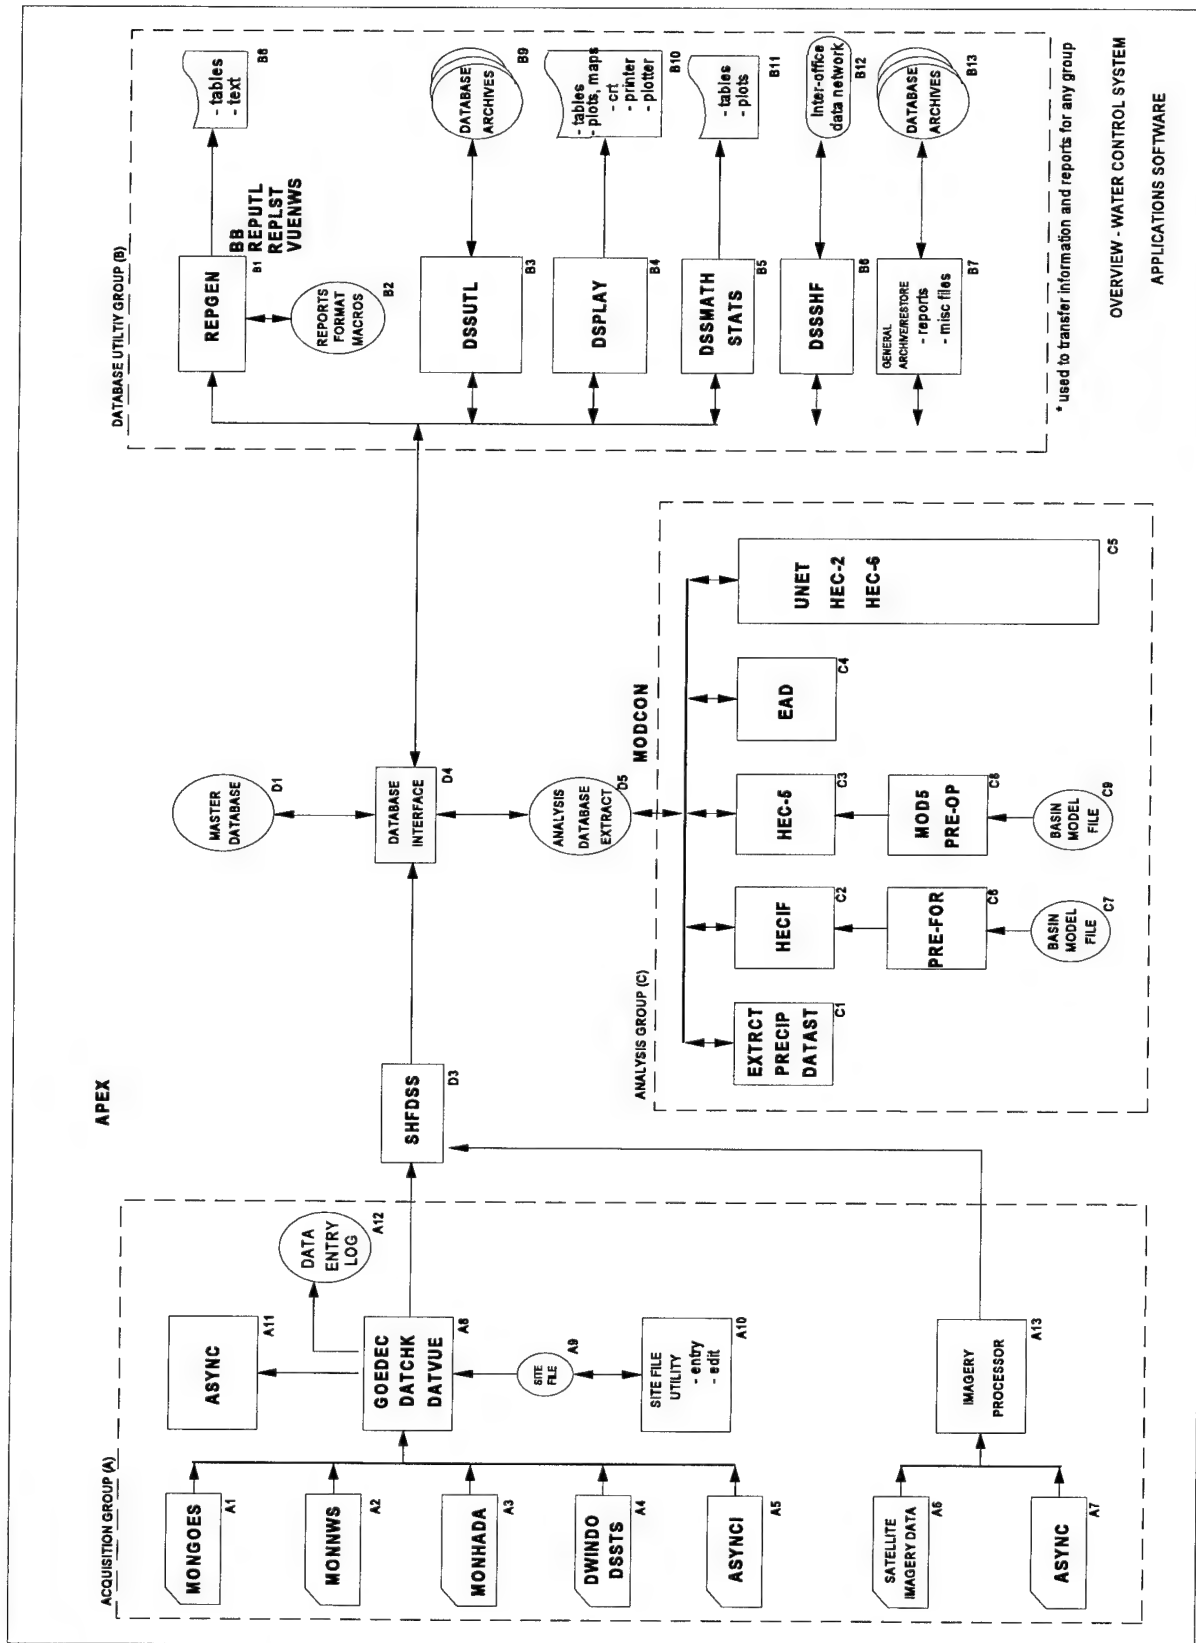 APEX
ACQUISITION GROUP (A)
MONGOES
A1
MONNWS
A2
MONHADA
A3
DWINDO
DSSTS
A4
ASYNCI
A5
SATELLITE
IMAGERY DATA
A6
ASYNC
A7
GOEDEC
DATCHK
DATVUE
A8
SITE
FILE
A9
SITE FILE
UTILITY
- entry
- edit
A10
ASYNC
A11
DATA
ENTRY
LOG
A12
IMAGERY
PROCESSOR
A13
SHFDSS
D3
MASTER
DATABASE
D1
DATABASE
INTERFACE
D4
ANALYSIS
DATABASE
EXTRACT
D5
MODCON
ANALYSIS GROUP (C)
EXTRCT
PRECIP
DATAST
C1
HECIF
C2
HEC-5
C3
EAD
C4
UNET
HEC-2
HEC-6
C5
PRE-FOR
C6
BASIN
MODEL
FILE
C7
MOD5
PRE-OP
C8
BASIN
MODEL
FILE
C9
DATABASE UTILTIY GROUP (B)
REPGEN
B1
BB
REPUTL
REPLST
VUENWS
REPORTS
FORMAT
MACROS
B2
DSSUTL
B3
DSPLAY
B4
DSSMATH
STATS
B5
DSSSHF
B6
GENERAL
ARCHIVE/RESTORE
- reports
- misc files
B7
- tables
- text
B8
DATABASE
ARCHIVES
B9
- tables
- plots, maps
- crt
- printer
- plotter
B10
- tables
- plots
B11
Inter-office
data network
B12
DATABASE
ARCHIVES
B13
* used to transfer information and reports for any group
OVERVIEW - WATER CONTROL SYSTEM
APPLICATIONS SOFTWARE